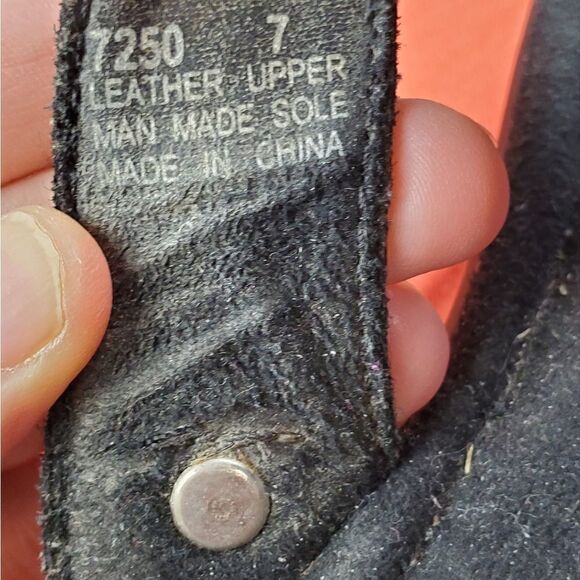 7250 7
LEATHER UPPER
MAN MADE SOLE
MADE IN CHINA